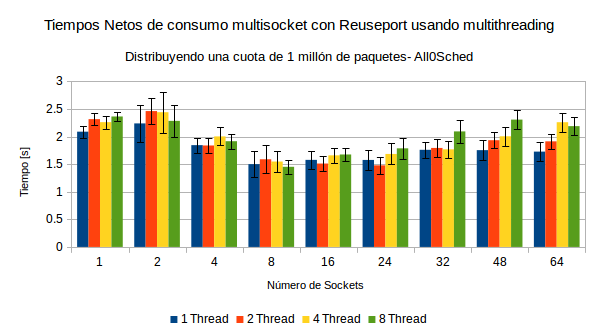 Tiempos Netos de consumo multisocket con Reuseport usando multithreading
Distribuyendo una cuota de 1 millón de paquetes- All0Sched
3
2.5
2
1.5
1
0.5
0
Tiempo [s]
1 2 4 8 16 24 32 48 64
Número de Sockets
1 Thread 2 Thread 4 Thread 8 Thread